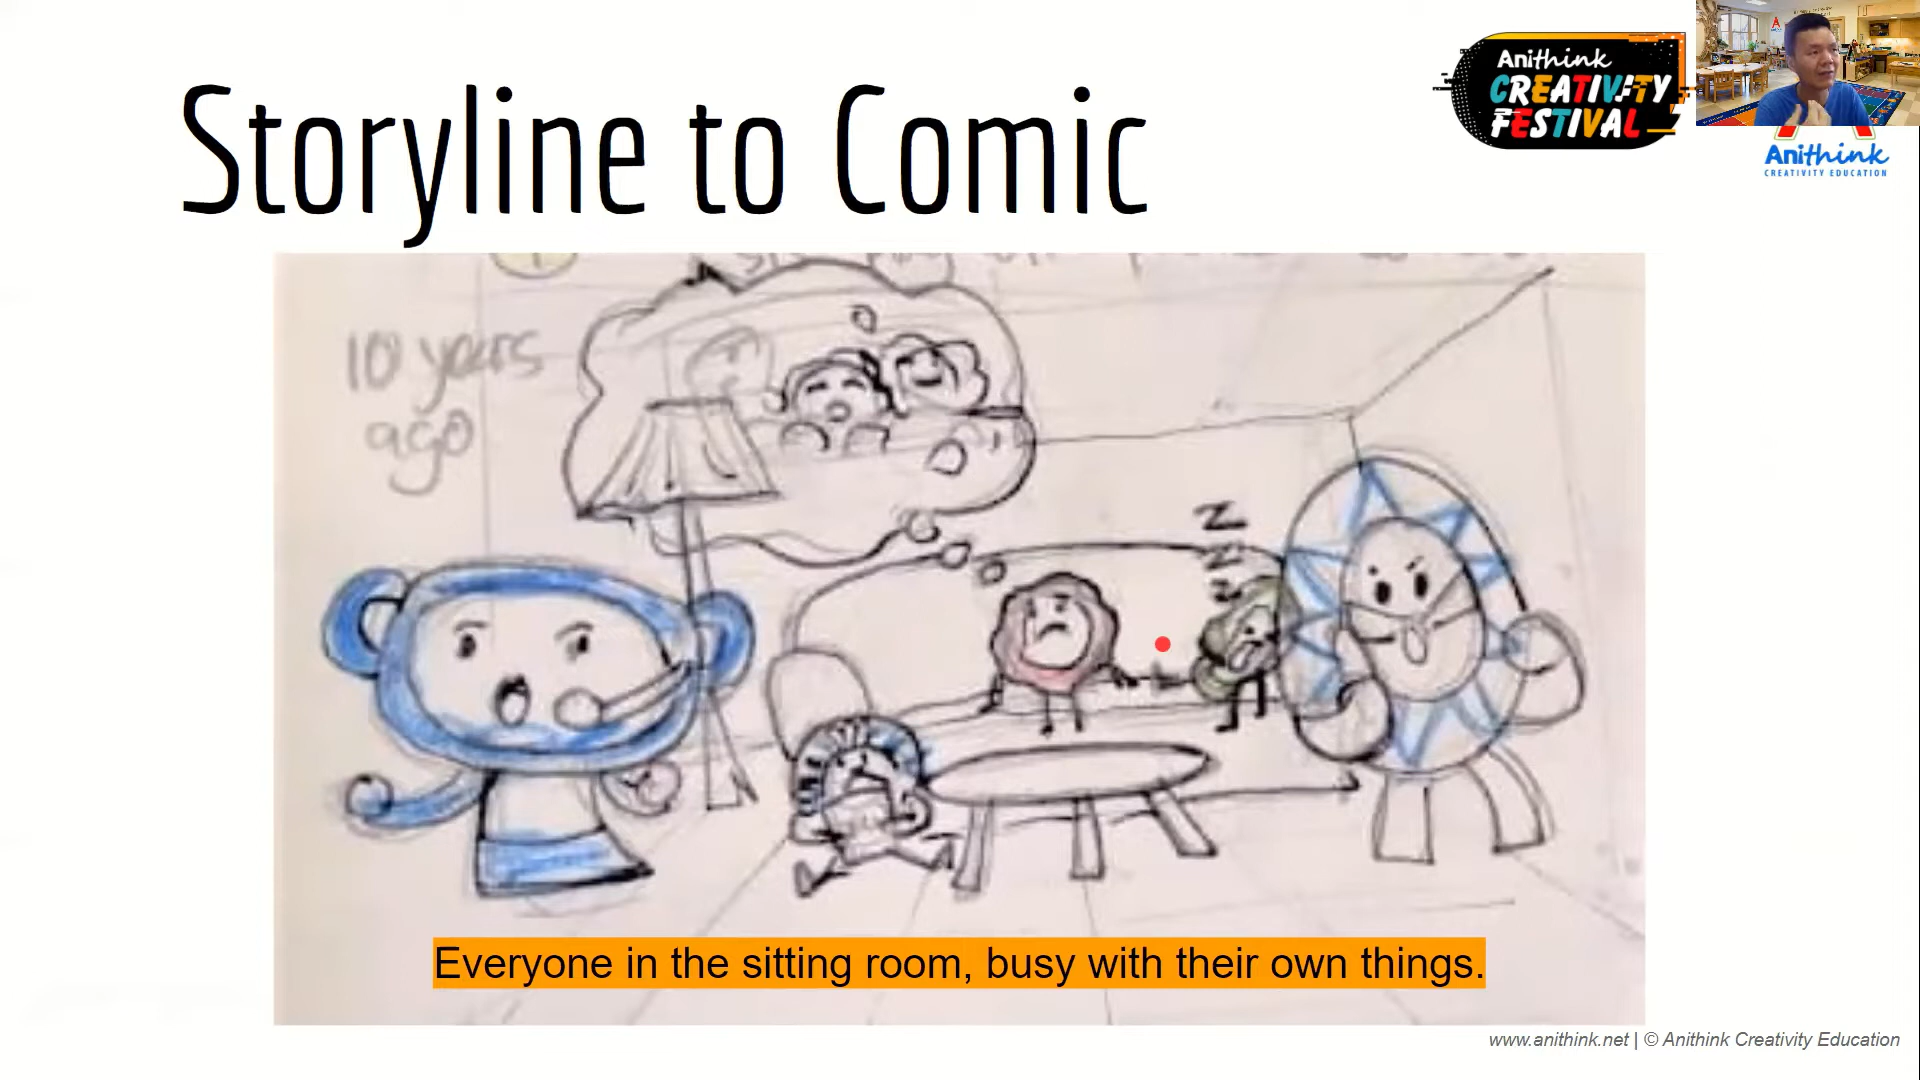 Storyline to Comic
Anithink
CREATIVITY
FESTIVAL
Anithink
CREATIVITY EDUCATION
10 years
ago
Z
Z
Z
Everyone in the sitting room, busy with their own things.
www.anithink.net | © Anithink Creativity Education